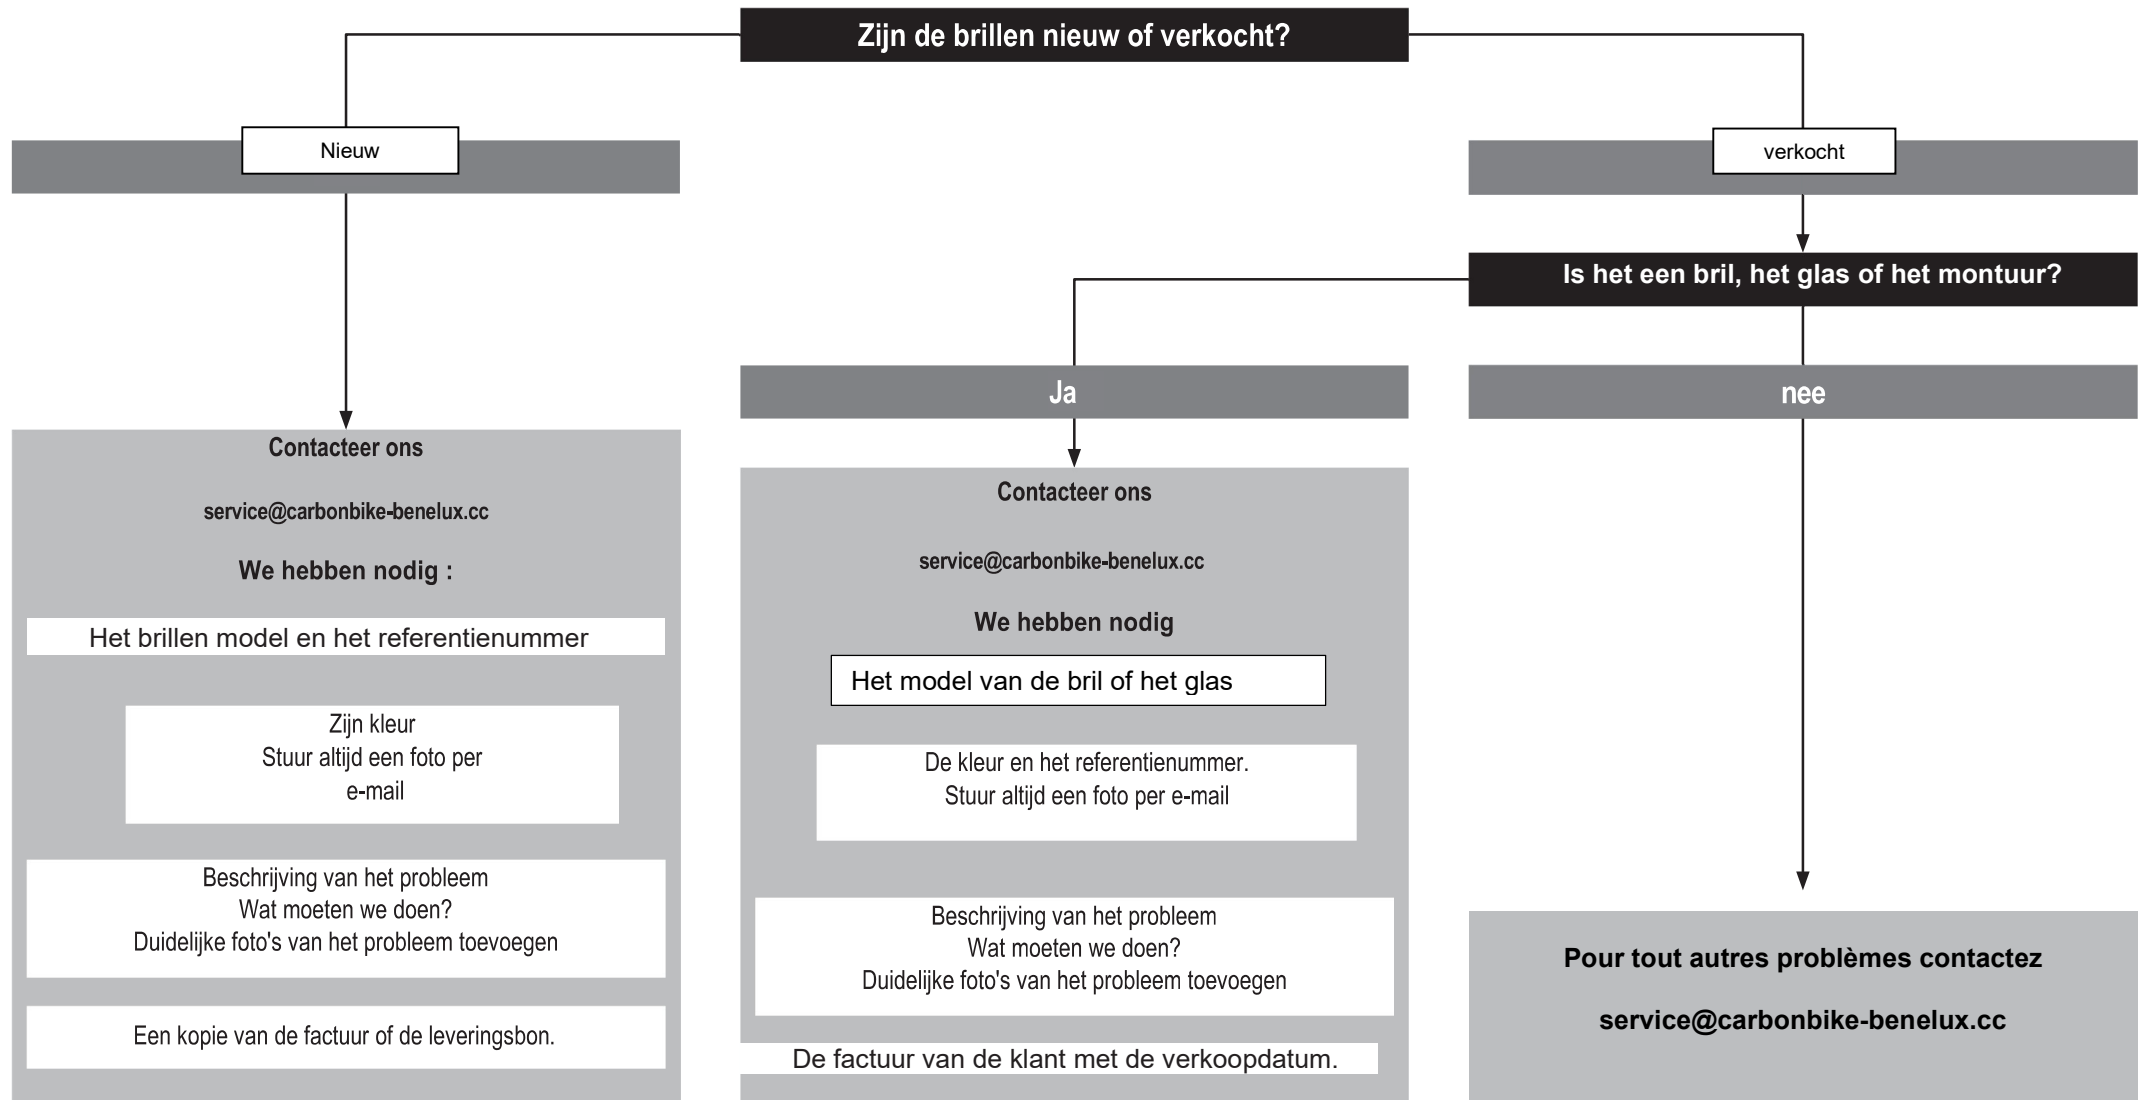 Zijn de brillen nieuw of verkocht?
Nieuw
verkocht
Is het een bril, het glas of het montuur?
Ja
nee
Contacteer ons
service@carbonbike-benelux.cc
We hebben nodig :
Het brillen model en het referentienummer
Zijn kleur
Stuur altijd een foto per
e-mail
Beschrijving van het probleem
Wat moeten we doen?
Duidelijke foto's van het probleem toevoegen
Een kopie van de factuur of de leveringsbon.
Contacteer ons
service@carbonbike-benelux.cc
We hebben nodig
Het model van de bril of het glas
De kleur en het referentienummer.
Stuur altijd een foto per e-mail
Beschrijving van het probleem
Wat moeten we doen?
Duidelijke foto's van het probleem toevoegen
De factuur van de klant met de verkoopdatum.
Pour tout autres problèmes contactez
service@carbonbike-benelux.cc